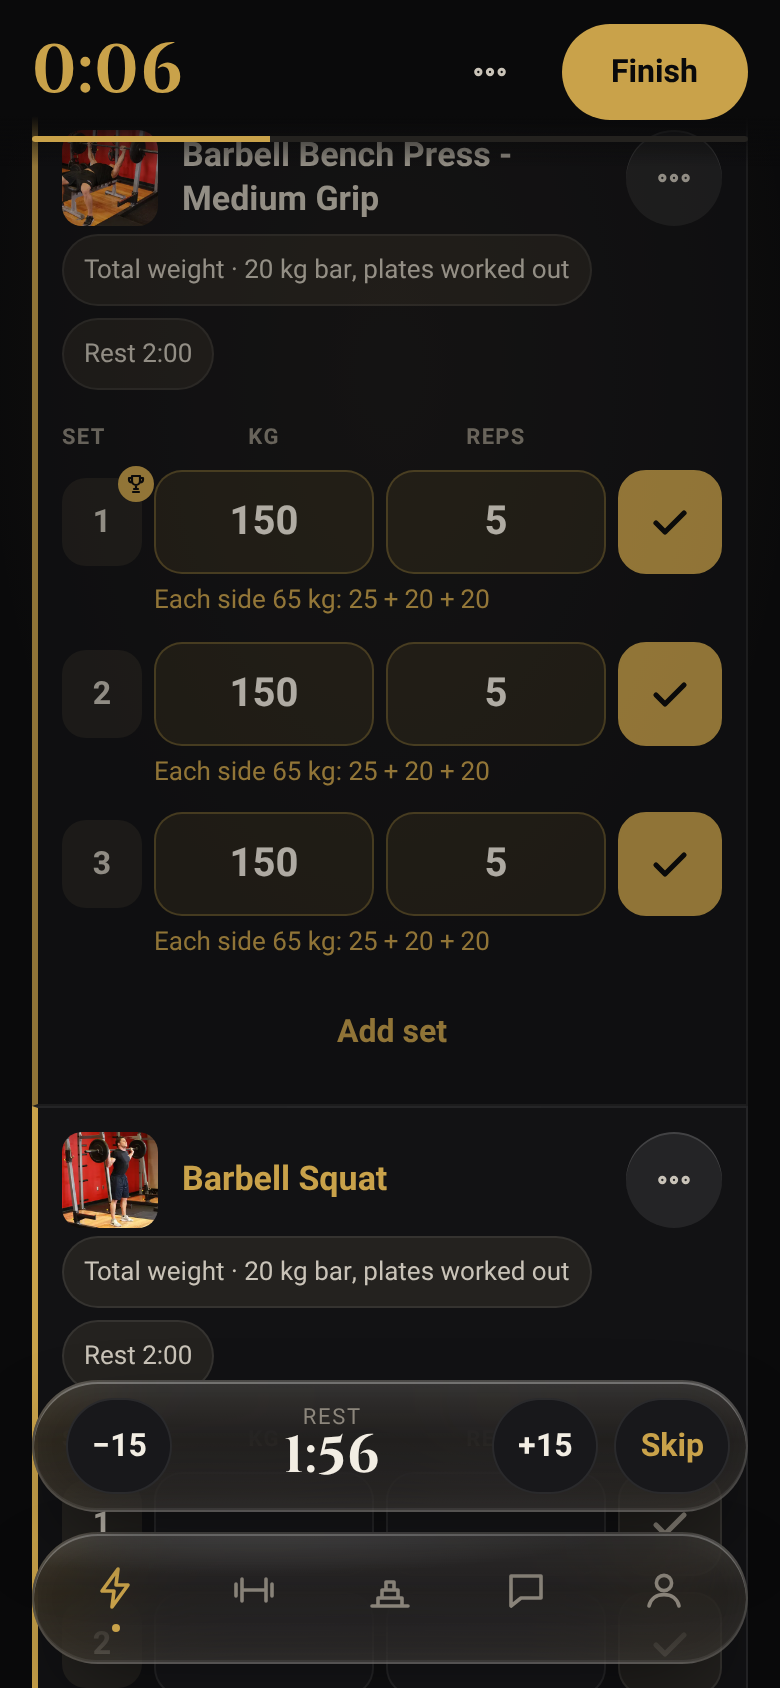 0:06
Finish
Barbell Bench Press -
Medium Grip
Total weight · 20 kg bar, plates worked out
Rest 2:00
SET KG REPS
1 150 5
Each side 65 kg: 25 + 20 + 20
2 150 5
Each side 65 kg: 25 + 20 + 20
3 150 5
Each side 65 kg: 25 + 20 + 20
Add set
Barbell Squat
Total weight · 20 kg bar, plates worked out
Rest 2:00
REST
−15 1:56 +15 Skip
1
2